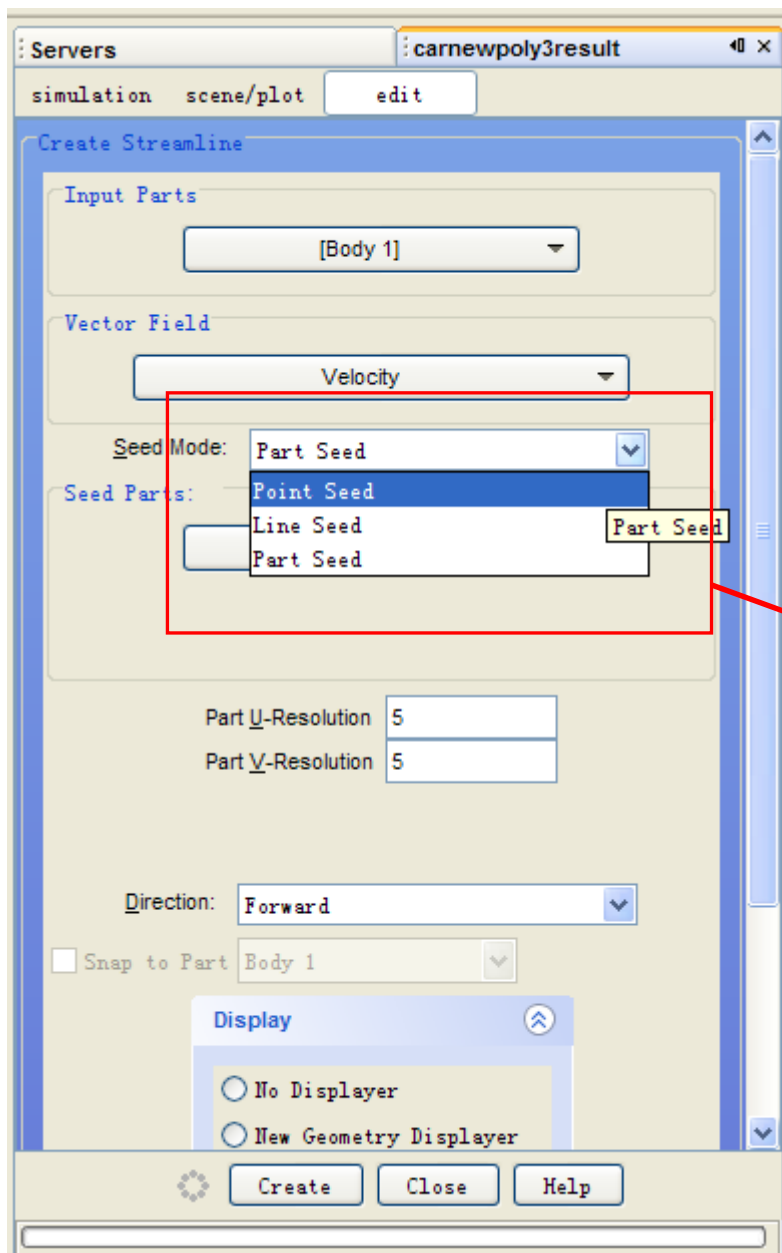 Servers
carnewpoly3result
simulation scene/plot edit
Create Streamline
Input Parts
[Body 1]
Vector Field
Velocity
Seed Mode: Part Seed
Seed Parts:
Point Seed
Line Seed
Part Seed
Part Seed
Part U-Resolution 5
Part V-Resolution 5
Direction: Forward
Snap to Part Body 1
Display
No Displayer
New Geometry Displayer
Create Close Help